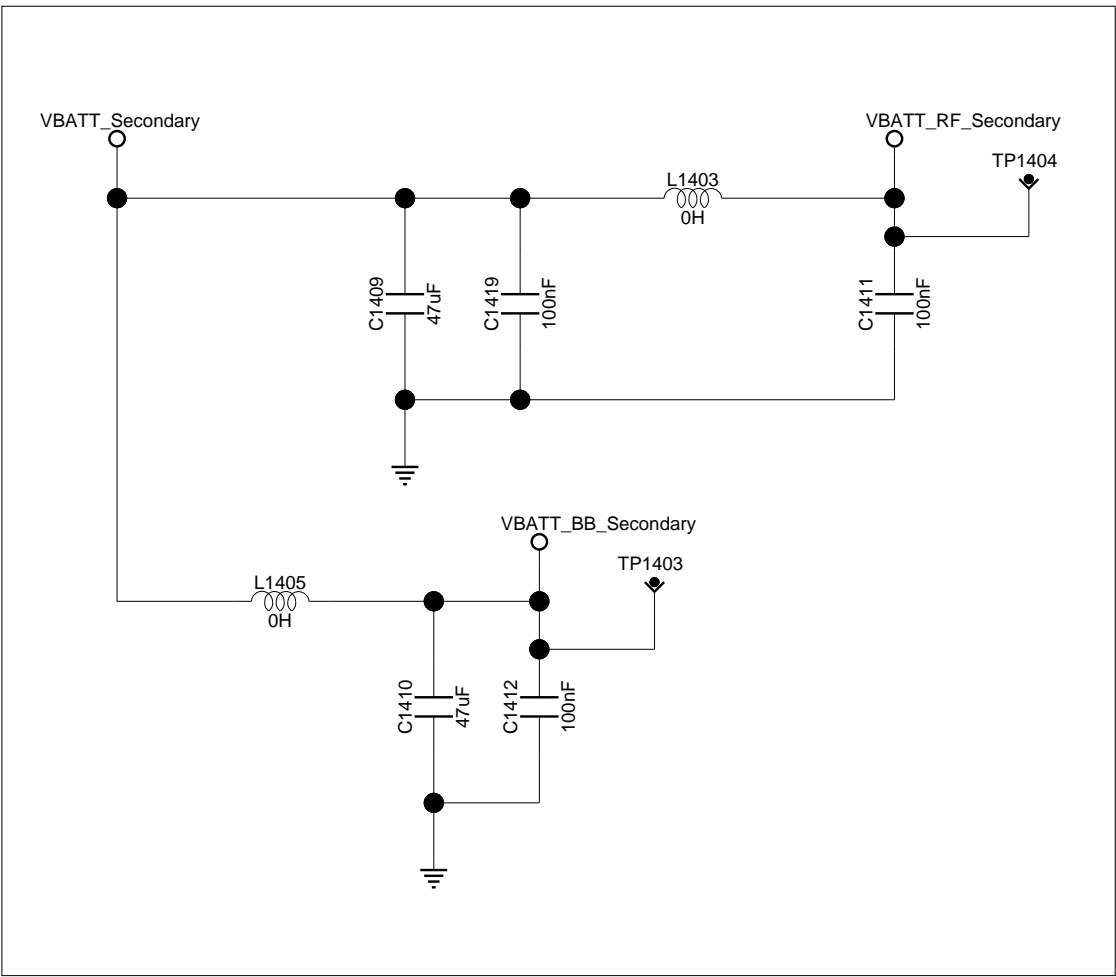 VBATT_Secondary
VBATT_RF_Secondary
TP1404
L1403
0H
C1409
47uF
C1419
100nF
C1411
100nF
VBATT_BB_Secondary
TP1403
L1405
0H
C1410
47uF
C1412
100nF